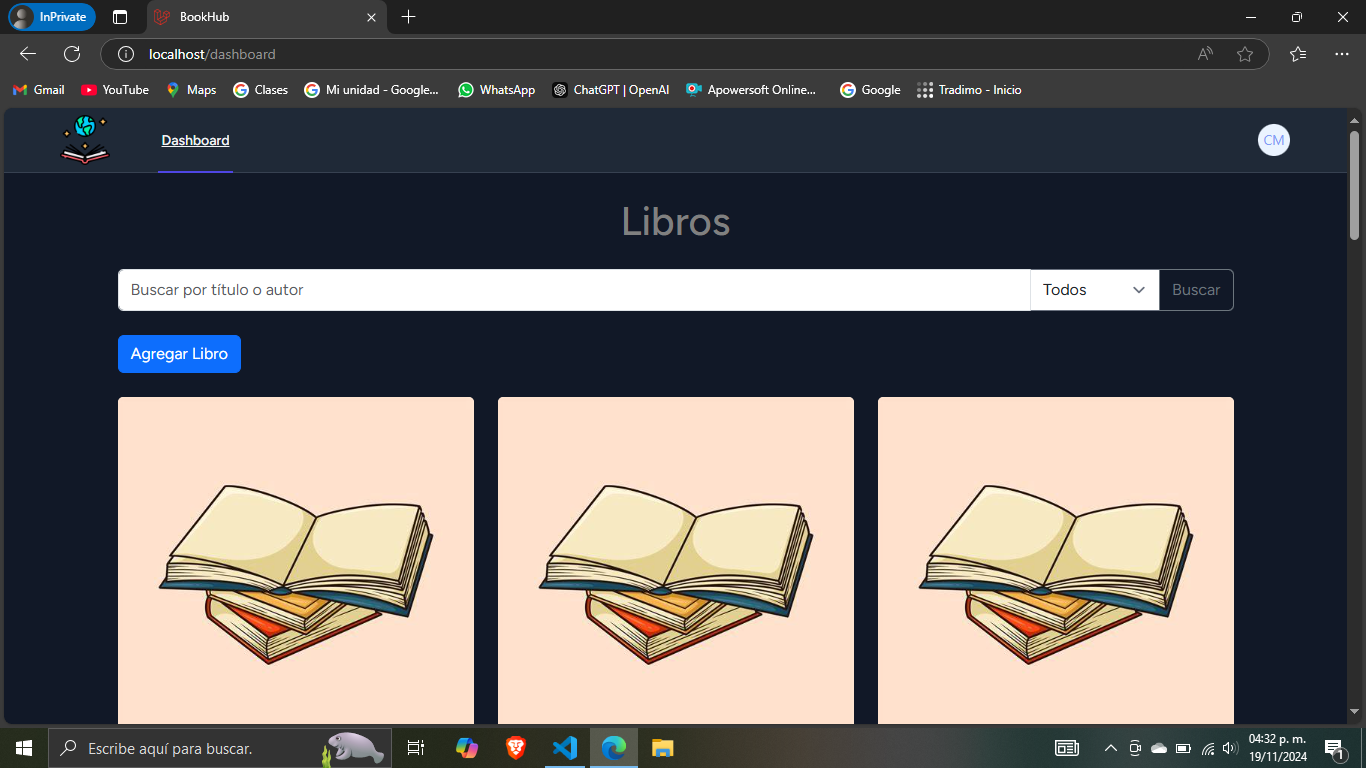 InPrivate
BookHub
localhost/dashboard
Gmail
YouTube
Maps
Clases
Mi unidad - Google...
WhatsApp
ChatGPT | OpenAI
Apowersoft Online...
Google
Tradimo - Inicio
Dashboard
CM
Libros
Buscar por título o autor
Todos
Buscar
Agregar Libro
Escribe aquí para buscar.
04:32 p. m.
19/11/2024
1